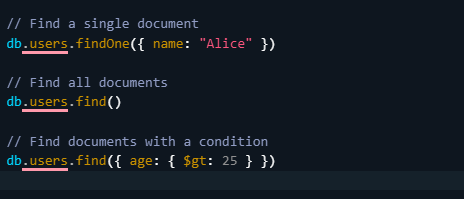 // Find a single document
db.users.findOne({ name: "Alice" })
// Find all documents
db.users.find()
// Find documents with a condition
db.users.find({ age: { $gt: 25 } })